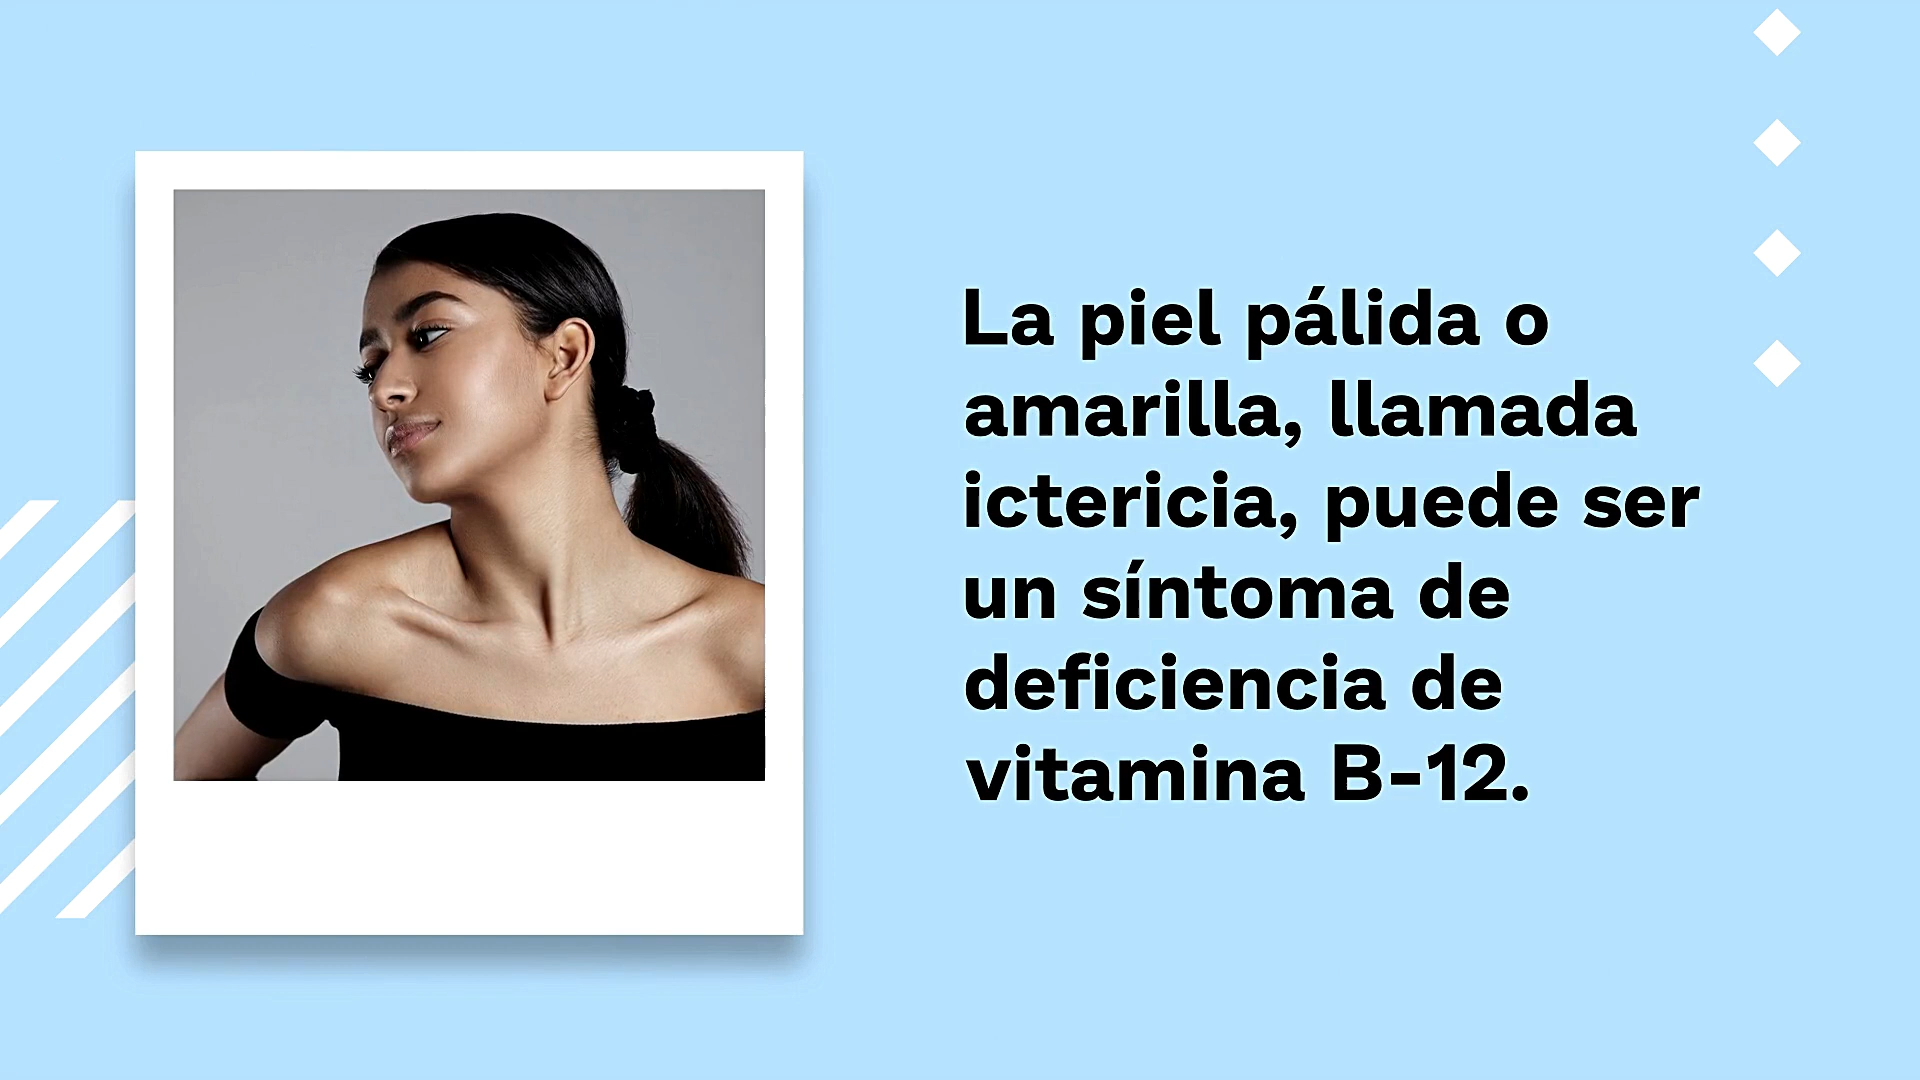 La piel pálida o
amarilla, llamada
ictericia, puede ser
un síntoma de
deficiencia de
vitamina B-12.